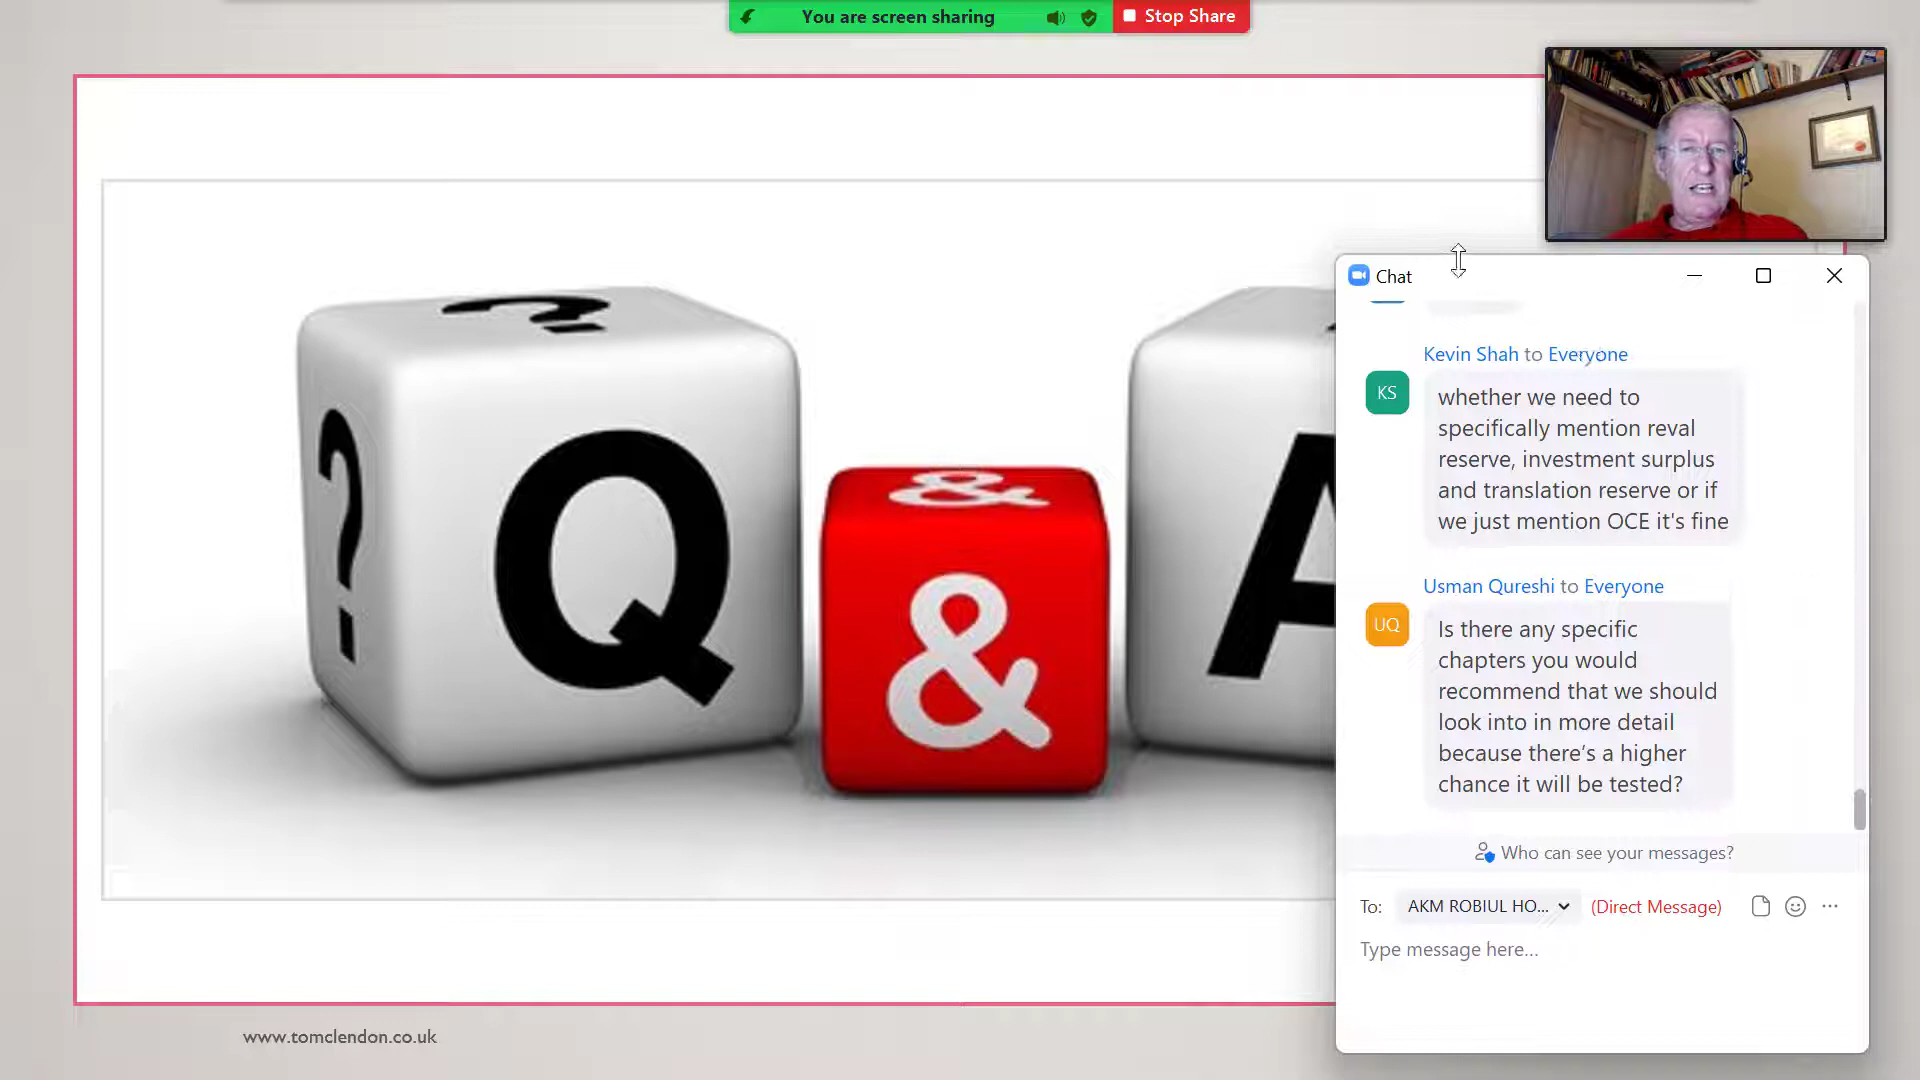 You are screen sharing
Stop Share
?
?
Q
&
&
A
Chat
Kevin Shah to Everyone
KS
whether we need to
specifically mention reval
reserve, investment surplus
and translation reserve or if
we just mention OCE it's fine
Usman Qureshi to Everyone
UQ
Is there any specific
chapters you would
recommend that we should
look into in more detail
because there's a higher
chance it will be tested?
Who can see your messages?
To: AKM ROBIUL HO... (Direct Message)
Type message here...
www.tomclendon.co.uk